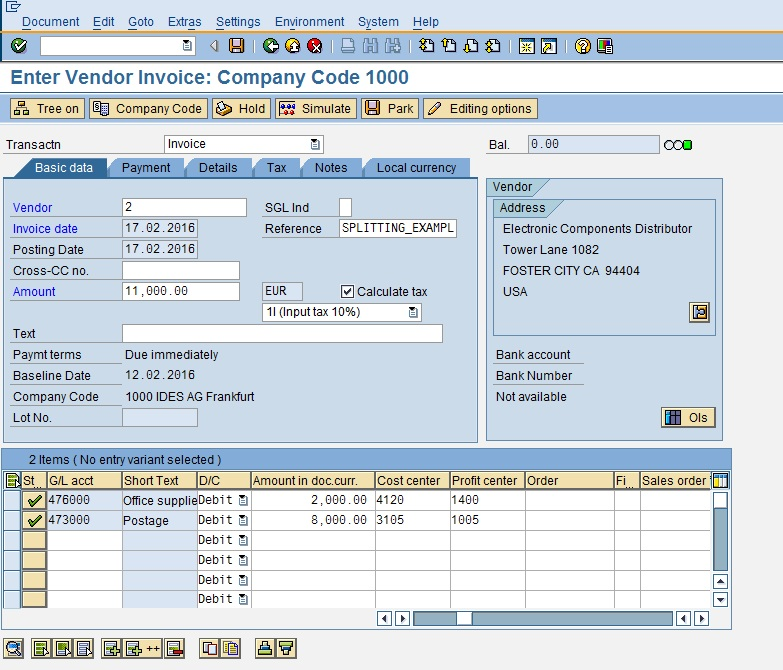 Document Edit Goto Extras Settings Environment System Help
Enter Vendor Invoice: Company Code 1000
Tree on Company Code Hold Simulate Park Editing options
Transactn Invoice Bal. 0.00
Basic data Payment Details Tax Notes Local currency
Vendor 2 SGL Ind
Invoice date 17.02.2016 Reference SPLITTING_EXAMPL
Posting Date 17.02.2016
Cross-CC no.
Amount 11,000.00 EUR Calculate tax
1I (Input tax 10%)
Text
Paymt terms Due immediately
Baseline Date 12.02.2016
Company Code 1000 IDES AG Frankfurt
Lot No.
Vendor
Address
Electronic Components Distributor
Tower Lane 1082
FOSTER CITY CA 94404
USA
Bank account
Bank Number
Not available
OIs
2 Items ( No entry variant selected )
St... G/L acct Short Text D/C Amount in doc.curr. Cost center Profit center Order Fi... Sales order
476000 Office supplie Debit 2,000.00 4120 1400
473000 Postage Debit 8,000.00 3105 1005
Debit
Debit
Debit
Debit